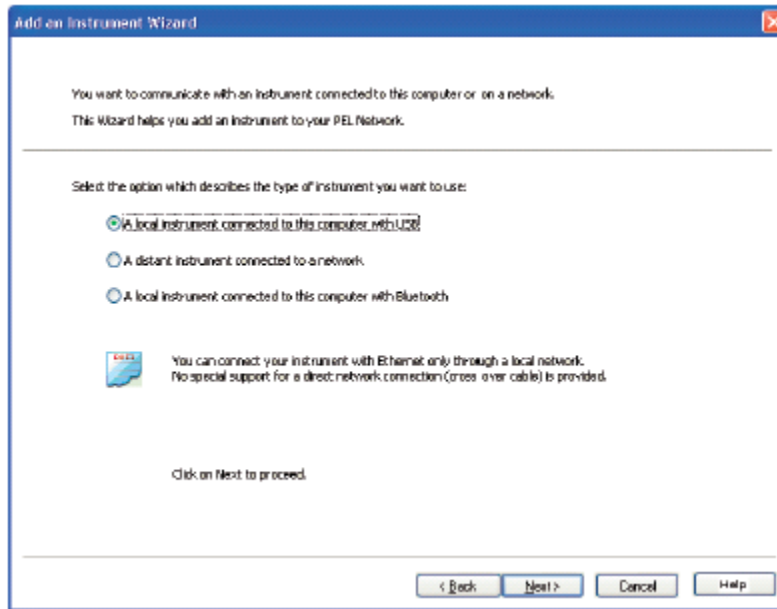 Add an Instrument Wizard
You want to communicate with an instrument connected to this computer or on a network.
This Wizard helps you add an instrument to your PEL Network.
Select the option which describes the type of instrument you want to use:
A local instrument connected to this computer with USB
A distant instrument connected to a network
A local instrument connected to this computer with Bluetooth
You can connect your instrument with Ethernet only through a local network.
No special support for a direct network connection (cross over cable) is provided.
Click on Next to proceed.
< Back Next > Cancel Help